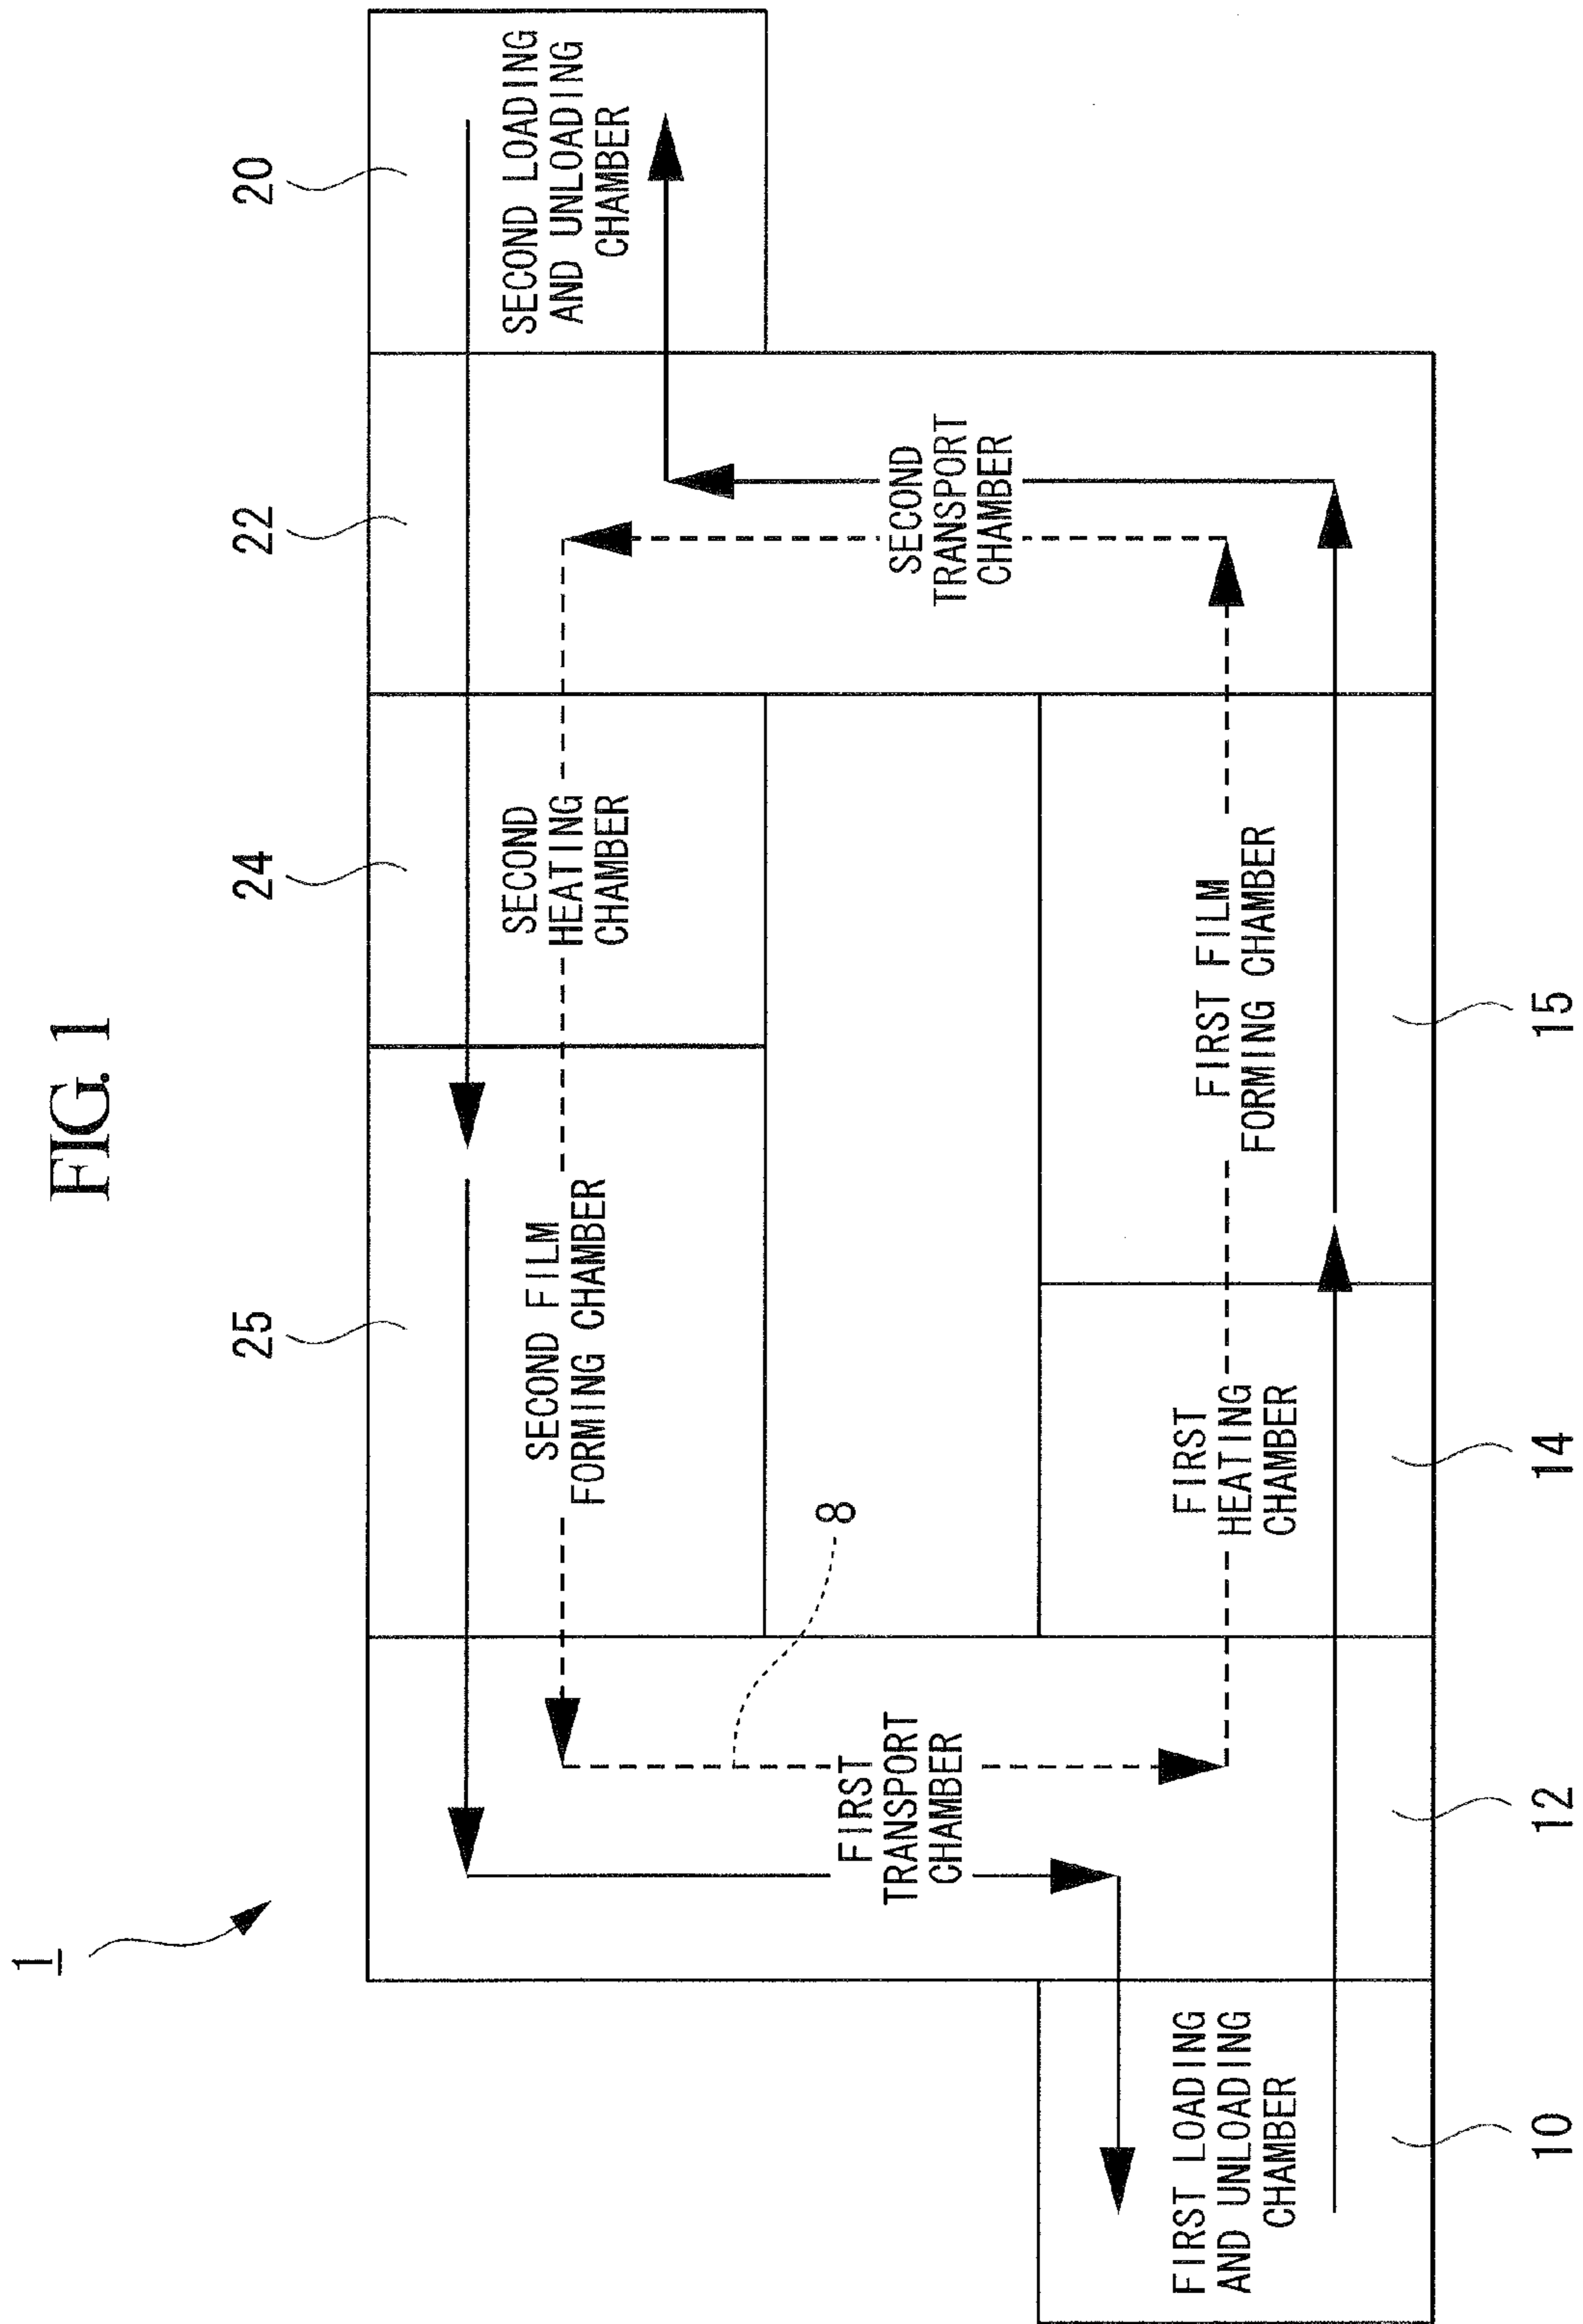 FIG. 1
1
25
24
22
20
SECOND FILM
FORMING CHAMBER
SECOND
HEATING
CHAMBER
SECOND LOADING
AND UNLOADING
CHAMBER
8
FIRST
TRANSPORT
CHAMBER
SECOND
TRANSPORT
CHAMBER
FIRST LOADING
AND UNLOADING
CHAMBER
FIRST
HEATING
CHAMBER
FIRST FILM
FORMING CHAMBER
10
12
14
15